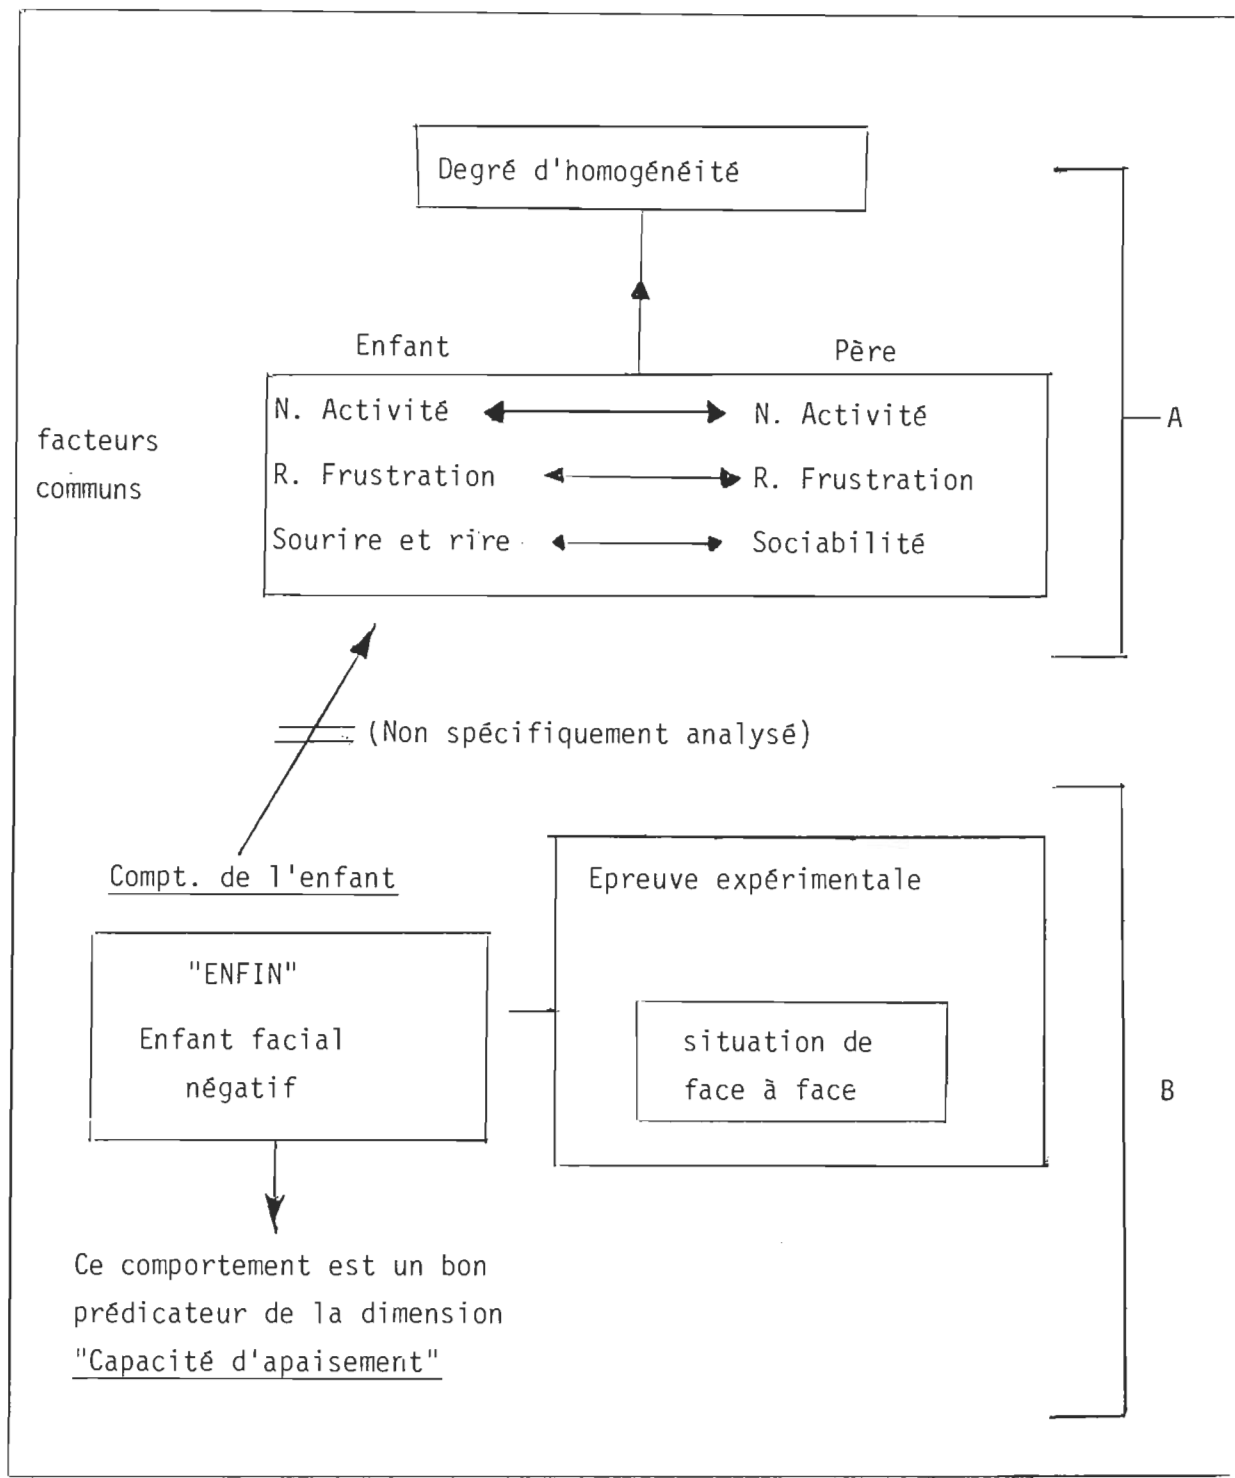 Degré d'homogénéité
Enfant
Père
facteurs
communs
N. Activité
N. Activité
R. Frustration
R. Frustration
Sourire et rire
Sociabilité
A
(Non spécifiquement analysé)
Compt. de l'enfant
"ENFIN"
Enfant facial
négatif
Epreuve expérimentale
situation de
face à face
B
Ce comportement est un bon
prédicateur de la dimension
"Capacité d'apaisement"